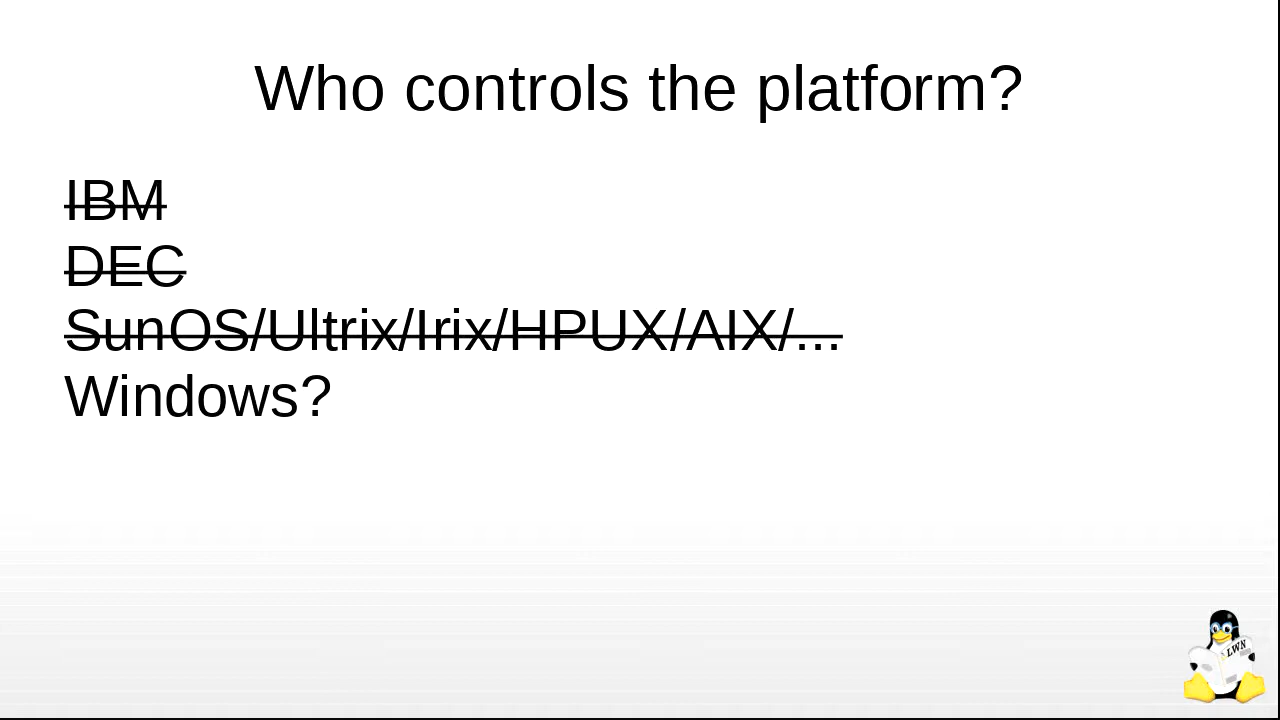 Who controls the platform?
IBM
DEC
SunOS/Ultrix/Irix/HPUX/AIX/...
Windows?
LWN